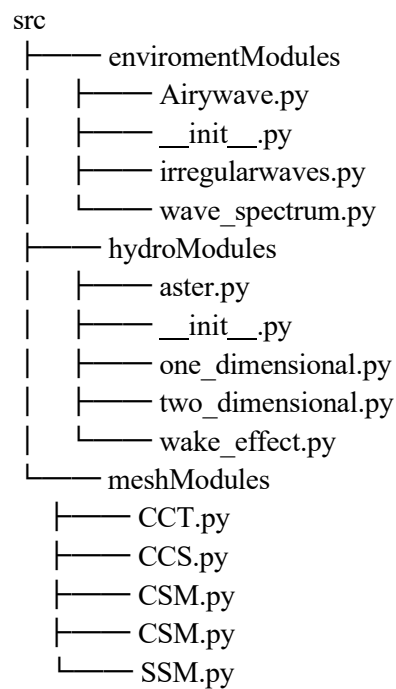 src
├── enviromentModules
│ ├── Airywave.py
│ ├── __init__.py
│ ├── irregularwaves.py
│ └── wave_spectrum.py
├── hydroModules
│ ├── aster.py
│ ├── __init__.py
│ ├── one_dimensional.py
│ ├── two_dimensional.py
│ └── wake_effect.py
└── meshModules
├── CCT.py
├── CCS.py
├── CSM.py
├── CSM.py
└── SSM.py